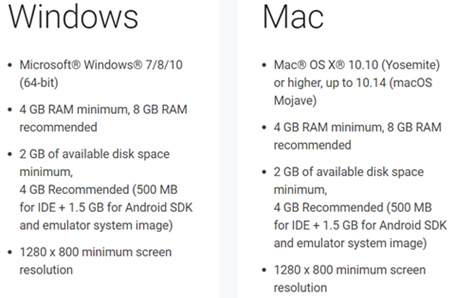 Windows
• Microsoft® Windows® 7/8/10
(64-bit)
• 4 GB RAM minimum, 8 GB RAM
recommended
• 2 GB of available disk space
minimum,
4 GB Recommended (500 MB
for IDE + 1.5 GB for Android SDK
and emulator system image)
• 1280 x 800 minimum screen
resolution
Mac
• Mac® OS X® 10.10 (Yosemite)
or higher, up to 10.14 (macOS
Mojave)
• 4 GB RAM minimum, 8 GB RAM
recommended
• 2 GB of available disk space
minimum,
4 GB Recommended (500 MB
for IDE + 1.5 GB for Android SDK
and emulator system image)
• 1280 x 800 minimum screen
resolution